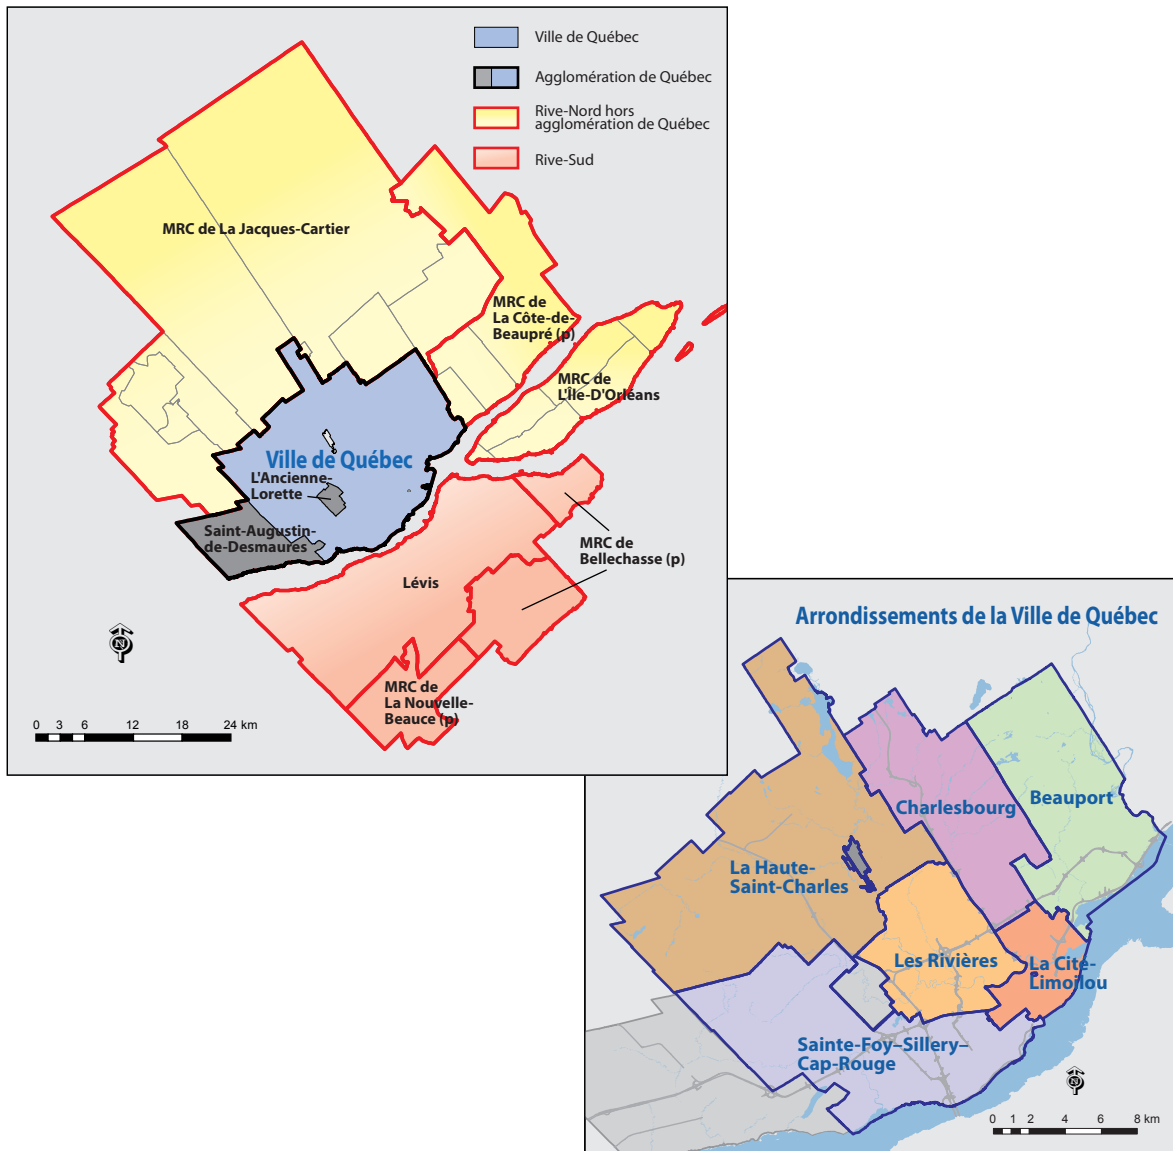 Ville de Québec
Agglomération de Québec
Rive-Nord hors
agglomération de Québec
Rive-Sud
MRC de La Jacques-Cartier
MRC de
La Côte-de-
Beaupré (p)
MRC de
L'Île-D'Orléans
Ville de Québec
L'Ancienne-
Lorette
Saint-Augustin-
de-Desmaures
MRC de
Bellechasse (p)
Lévis
MRC de
La Nouvelle-
Beauce (p)
N
0 3 6 12 18 24 km
Arrondissements de la Ville de Québec
Charlesbourg
Beauport
La Haute-
Saint-Charles
Les Rivières
La Cité-
Limoilou
Sainte-Foy–Sillery–
Cap-Rouge
N
0 1 2 4 6 8 km